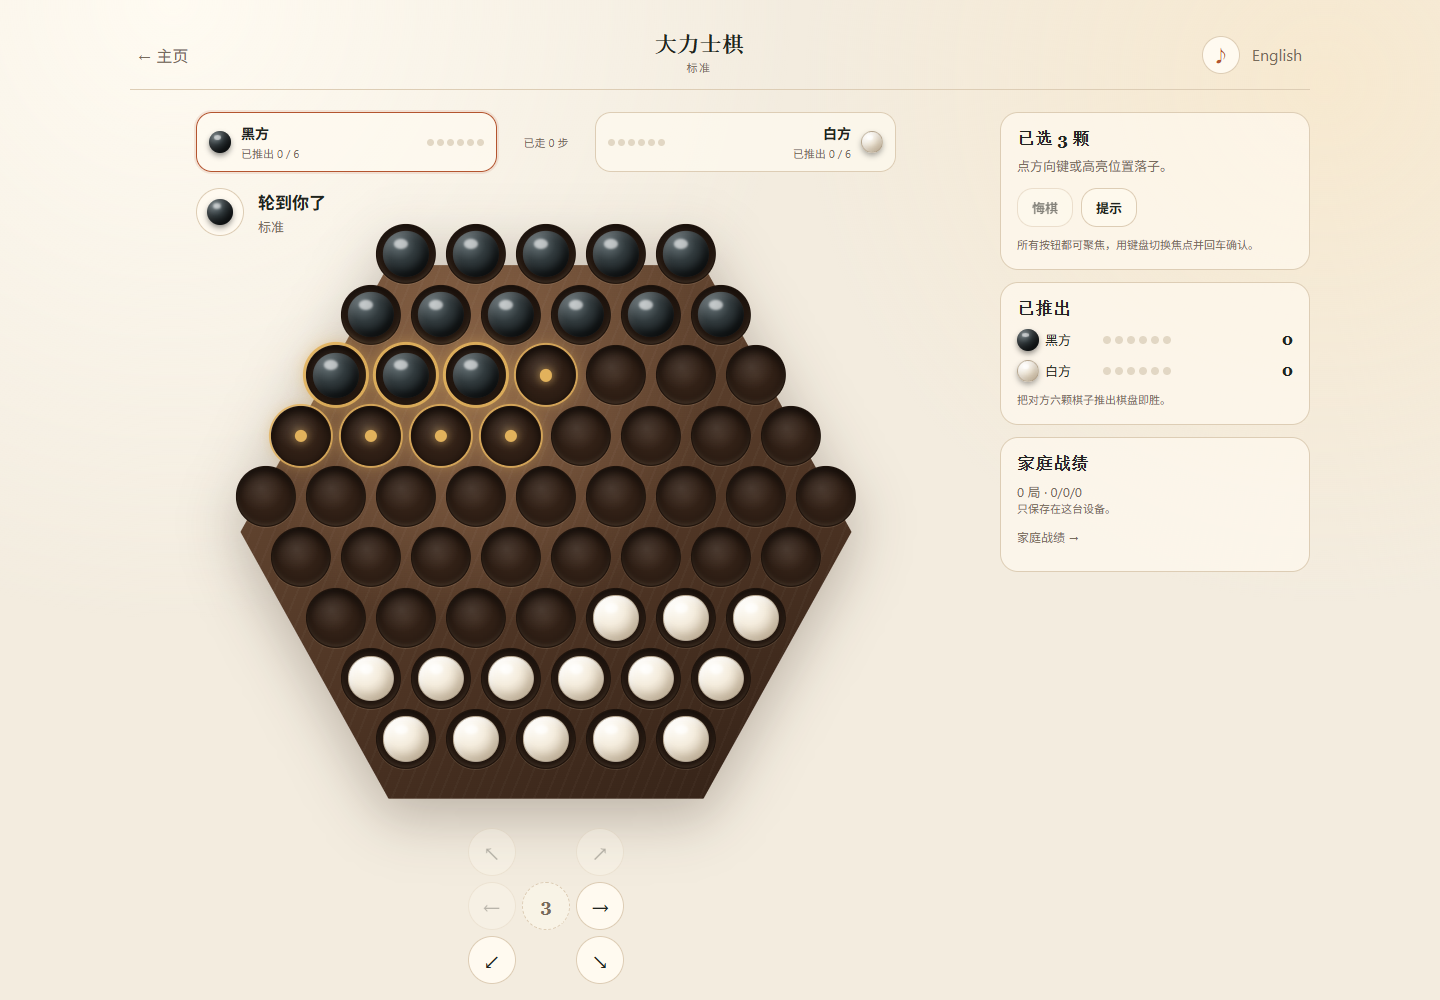 ← 主页
大力士棋
标准
♪
English
黑方
已推出 0 / 6
已走 0 步
白方
已推出 0 / 6
轮到你了
标准
已选 3 颗
点方向键或高亮位置落子。
悔棋
提示
所有按钮都可聚焦，用键盘切换焦点并回车确认。
已推出
黑方
0
白方
0
把对方六颗棋子推出棋盘即胜。
家庭战绩
0 局 · 0/0/0
只保存在这台设备。
家庭战绩 →
↖
↗
←
3
→
↙
↘